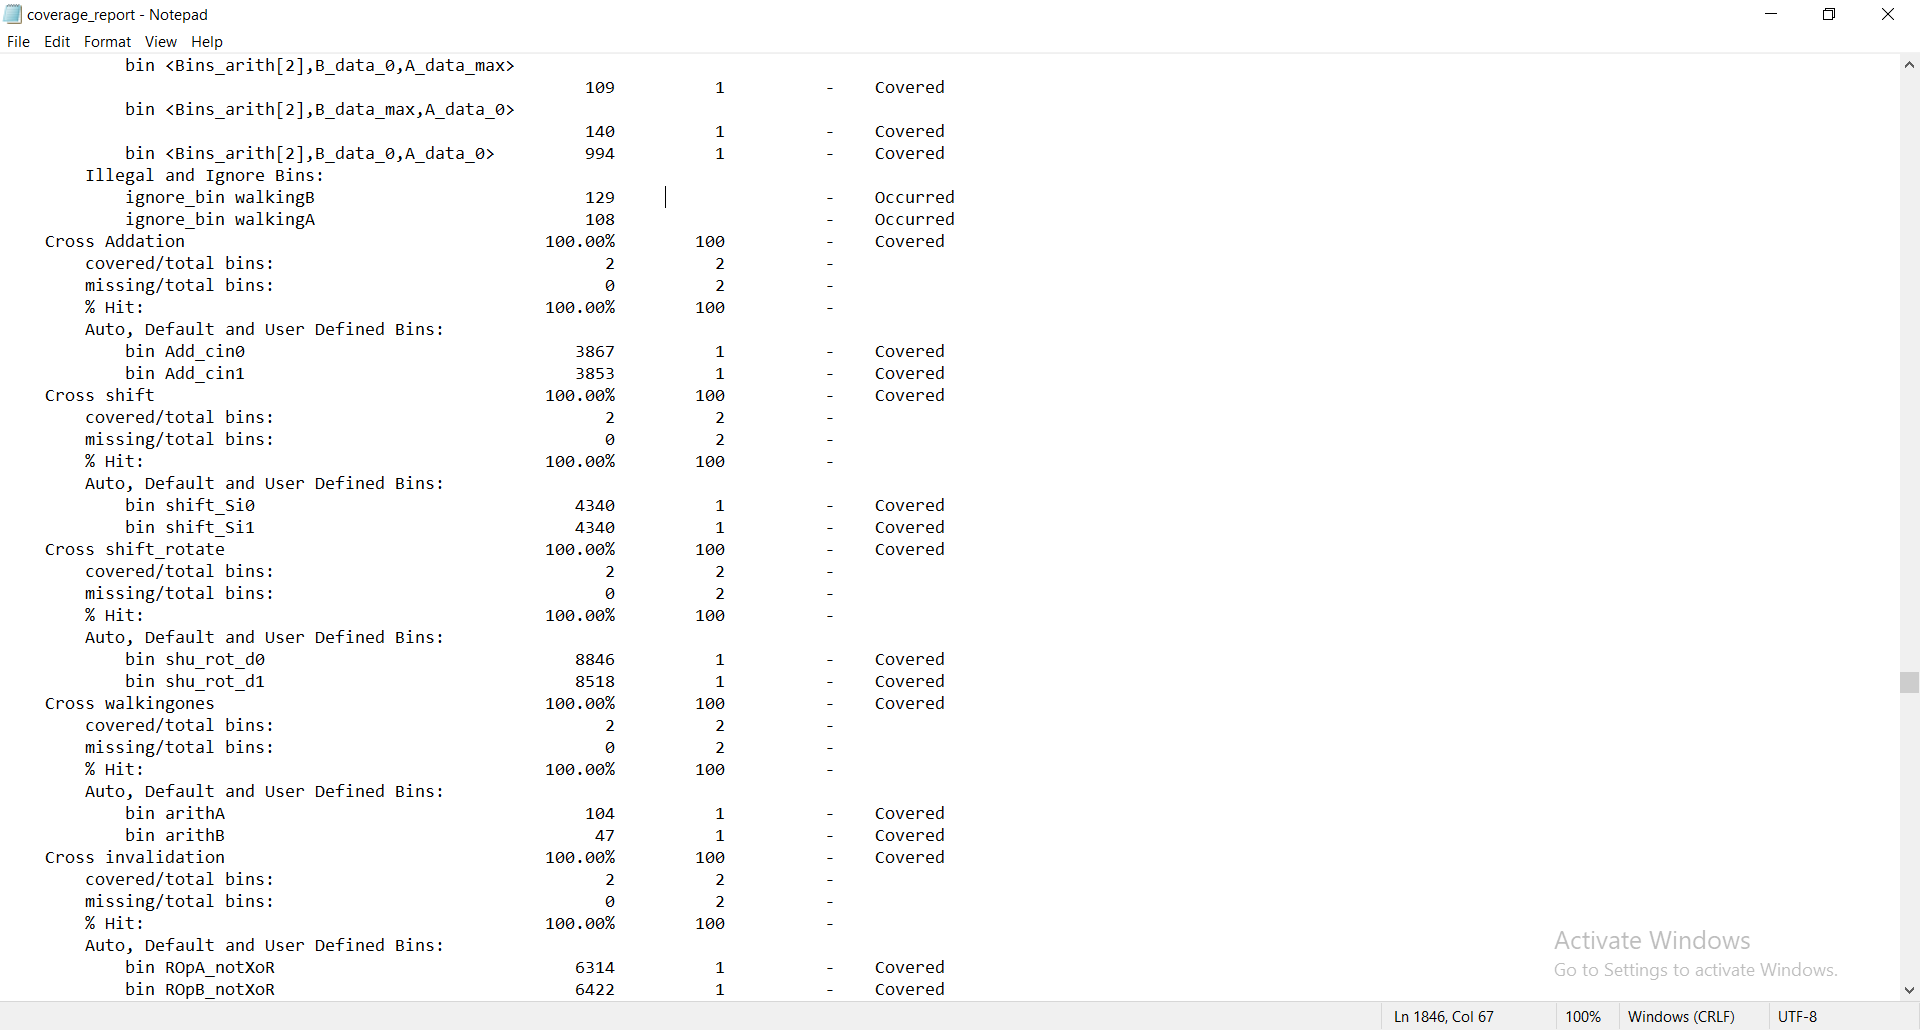 coverage_report - Notepad
File Edit Format View Help
bin <Bins_arith[2],B_data_0,A_data_max>
109 1 - Covered
bin <Bins_arith[2],B_data_max,A_data_0>
140 1 - Covered
bin <Bins_arith[2],B_data_0,A_data_0> 994 1 - Covered
Illegal and Ignore Bins:
ignore_bin walkingB 129 - Occurred
ignore_bin walkingA 108 - Occurred
Cross Addation 100.00% 100 - Covered
covered/total bins: 2 2 -
missing/total bins: 0 2 -
% Hit: 100.00% 100 -
Auto, Default and User Defined Bins:
bin Add_cin0 3867 1 - Covered
bin Add_cin1 3853 1 - Covered
Cross shift 100.00% 100 - Covered
covered/total bins: 2 2 -
missing/total bins: 0 2 -
% Hit: 100.00% 100 -
Auto, Default and User Defined Bins:
bin shift_Si0 4340 1 - Covered
bin shift_Si1 4340 1 - Covered
Cross shift_rotate 100.00% 100 - Covered
covered/total bins: 2 2 -
missing/total bins: 0 2 -
% Hit: 100.00% 100 -
Auto, Default and User Defined Bins:
bin shu_rot_d0 8846 1 - Covered
bin shu_rot_d1 8518 1 - Covered
Cross walkingones 100.00% 100 - Covered
covered/total bins: 2 2 -
missing/total bins: 0 2 -
% Hit: 100.00% 100 -
Auto, Default and User Defined Bins:
bin arithA 104 1 - Covered
bin arithB 47 1 - Covered
Cross invalidation 100.00% 100 - Covered
covered/total bins: 2 2 -
missing/total bins: 0 2 -
% Hit: 100.00% 100 -
Auto, Default and User Defined Bins:
bin ROpA_notXoR 6314 1 - Covered
bin ROpB_notXoR 6422 1 - Covered
Activate Windows
Go to Settings to activate Windows.
Ln 1846, Col 67 100% Windows (CRLF) UTF-8